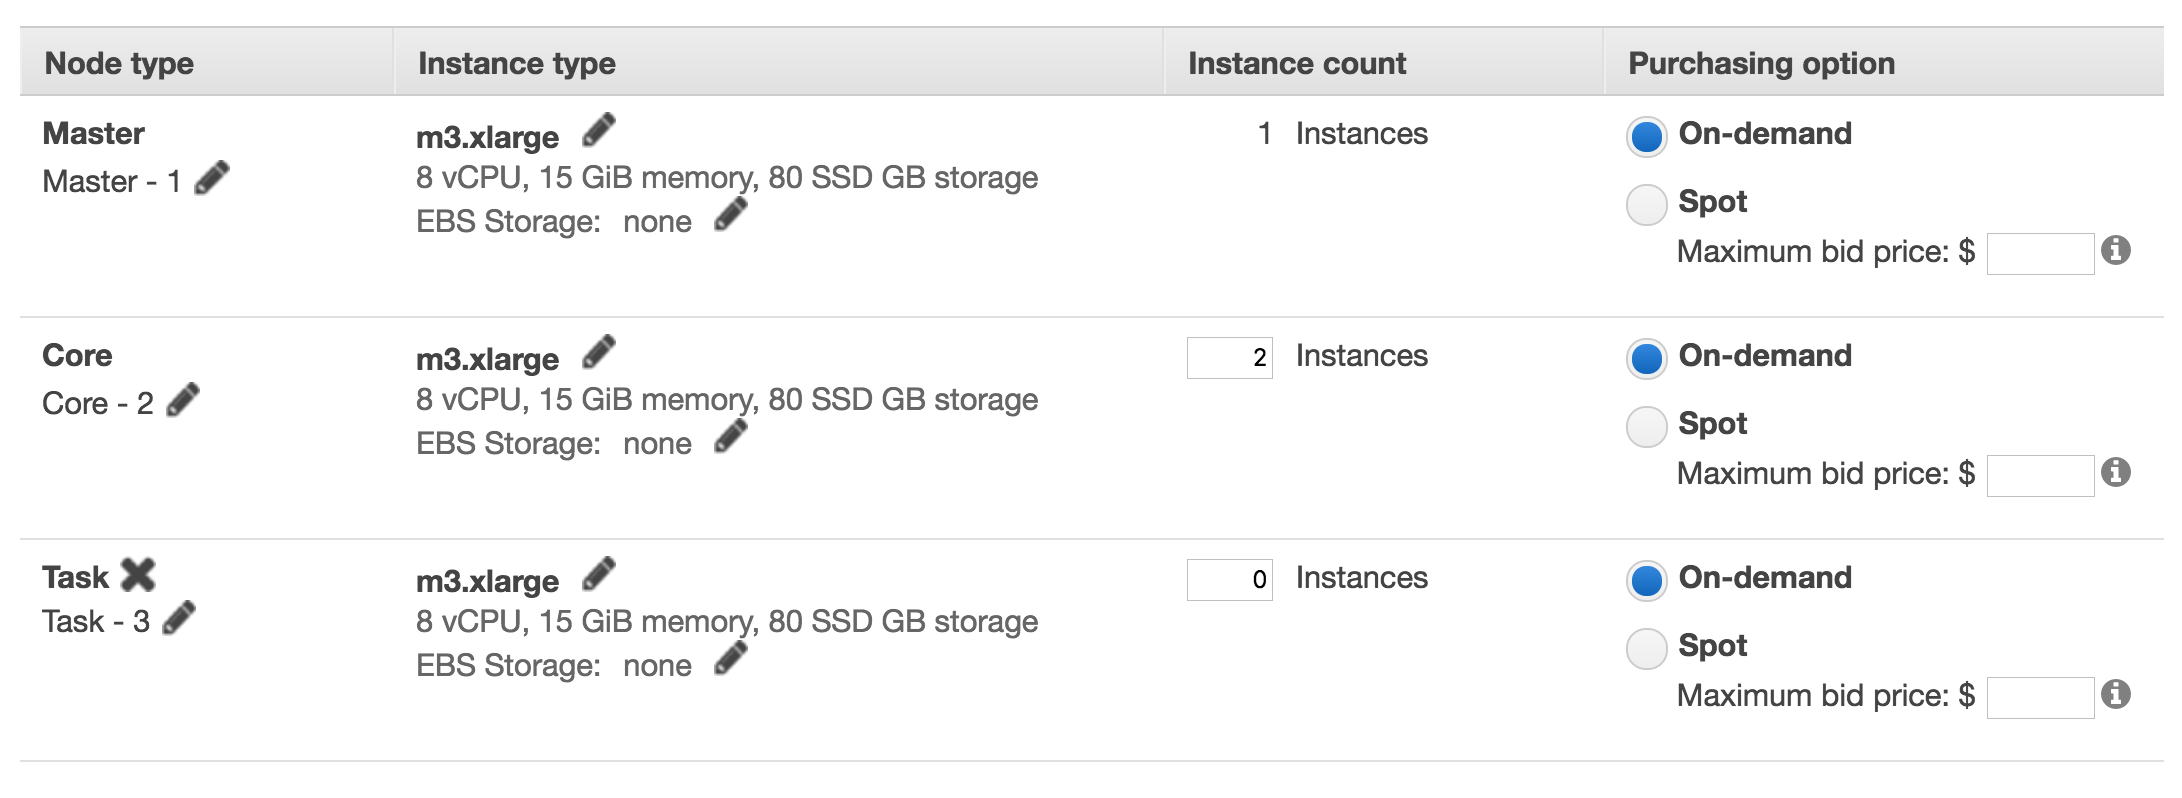 Node type Instance type Instance count Purchasing option
Master m3.xlarge 1 Instances On-demand
Master - 1 8 vCPU, 15 GiB memory, 80 SSD GB storage
EBS Storage: none Spot
Maximum bid price: $
Core m3.xlarge 2 Instances On-demand
Core - 2 8 vCPU, 15 GiB memory, 80 SSD GB storage
EBS Storage: none Spot
Maximum bid price: $
Task m3.xlarge 0 Instances On-demand
Task - 3 8 vCPU, 15 GiB memory, 80 SSD GB storage
EBS Storage: none Spot
Maximum bid price: $